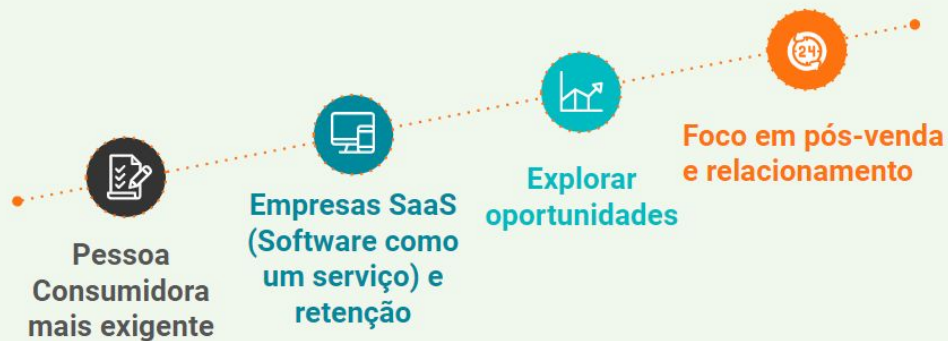 Pessoa
Consumidora
mais exigente
Empresas SaaS
(Software como
um serviço) e
retenção
Explorar
oportunidades
24
Foco em pós-venda
e relacionamento